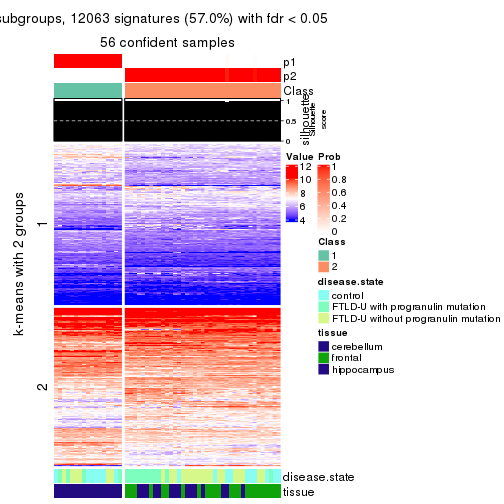 subgroups, 12063 signatures (57.0%) with fdr < 0.05
56 confident samples
p1
p2
Class
silhouette
Silhouette
score
1
0.5
0
k-means with 2 groups
1
2
Value
12
10
8
6
4
Prob
1
0.8
0.6
0.4
0.2
0
Class
1
2
disease.state
control
FTLD-U with progranulin mutation
FTLD-U without progranulin mutation
tissue
cerebellum
frontal
hippocampus
disease.state
tissue